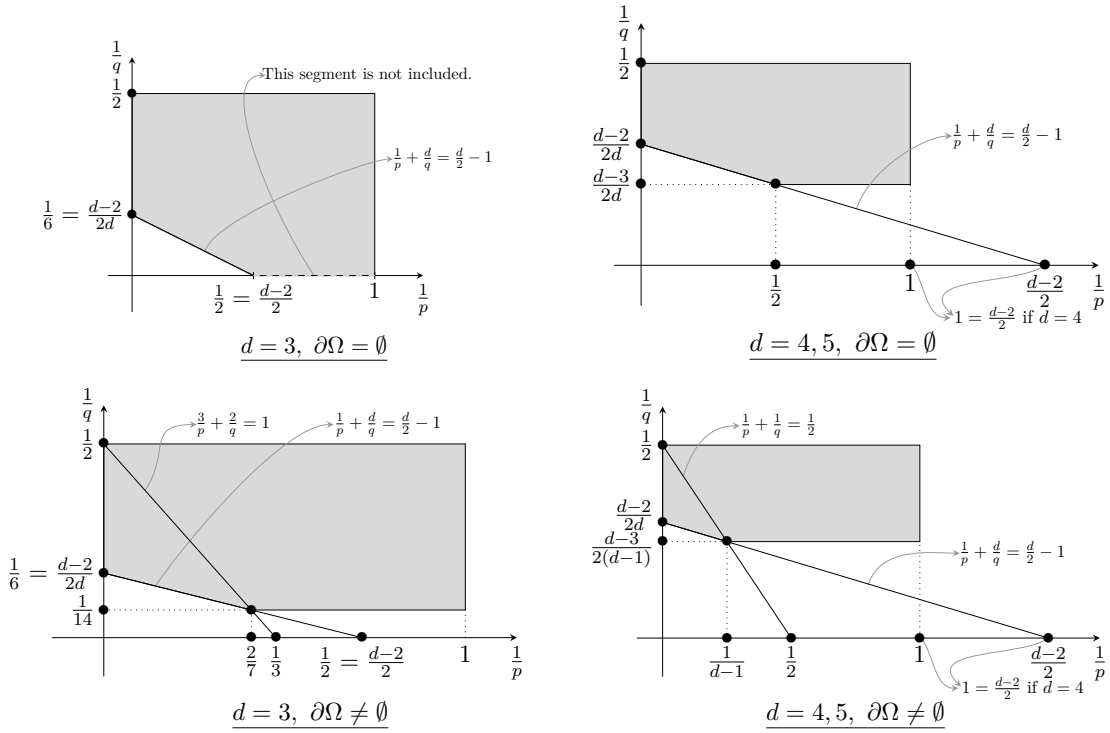 1/q
1/2
This segment is not included.
1/p + d/q = d/2 − 1
1/6 = d−2/2d
1/2 = d−2/2
1
1/p
d = 3, ∂Ω = ∅
1/q
1/2
1/p + d/q = d/2 − 1
d−2/2d
d−3/2d
1/2
1
d−2/2
1/p
1 = d−2/2 if d = 4
d = 4, 5, ∂Ω = ∅
1/q
3/p + 2/q = 1
1/p + d/q = d/2 − 1
1/2
1/6 = d−2/2d
1/14
2/7
1/3
1/2 = d−2/2
1
1/p
d = 3, ∂Ω ≠ ∅
1/q
1/p + 1/q = 1/2
1/2
d−2/2d
d−3/2(d−1)
1/p + d/q = d/2 − 1
1/d−1
1/2
1
d−2/2
1/p
1 = d−2/2 if d = 4
d = 4, 5, ∂Ω ≠ ∅